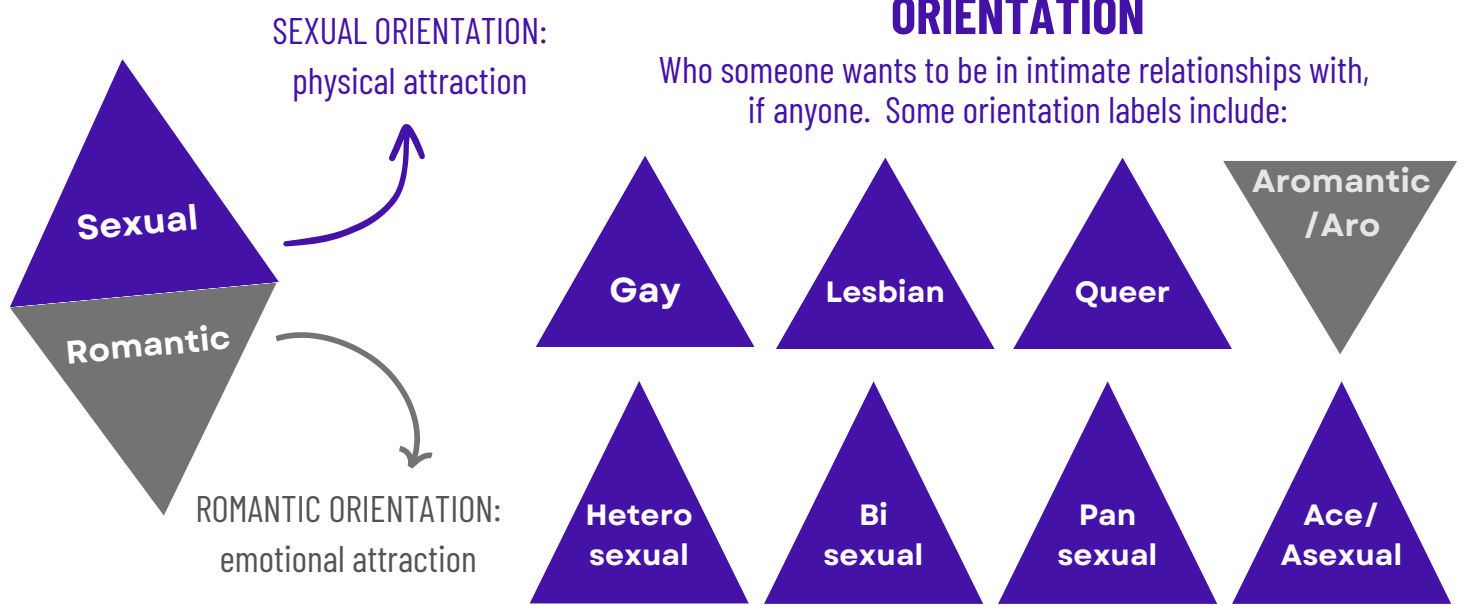 SEXUAL ORIENTATION:
physical attraction
Sexual
Romantic
ROMANTIC ORIENTATION:
emotional attraction
ORIENTATION
Who someone wants to be in intimate relationships with,
if anyone.  Some orientation labels include:
Gay
Lesbian
Queer
Aromantic
/Aro
Hetero
sexual
Bi
sexual
Pan
sexual
Ace/
Asexual